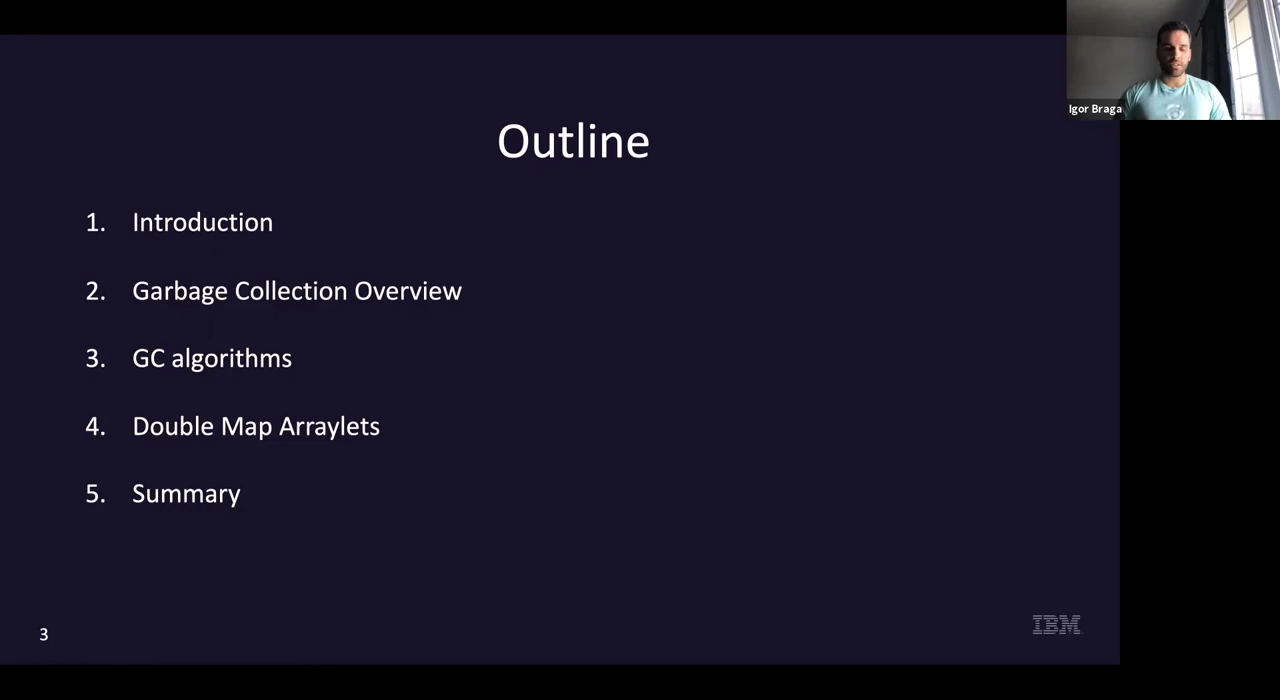 Igor Braga
Outline
1. Introduction
2. Garbage Collection Overview
3. GC algorithms
4. Double Map Arraylets
5. Summary
3
IBM